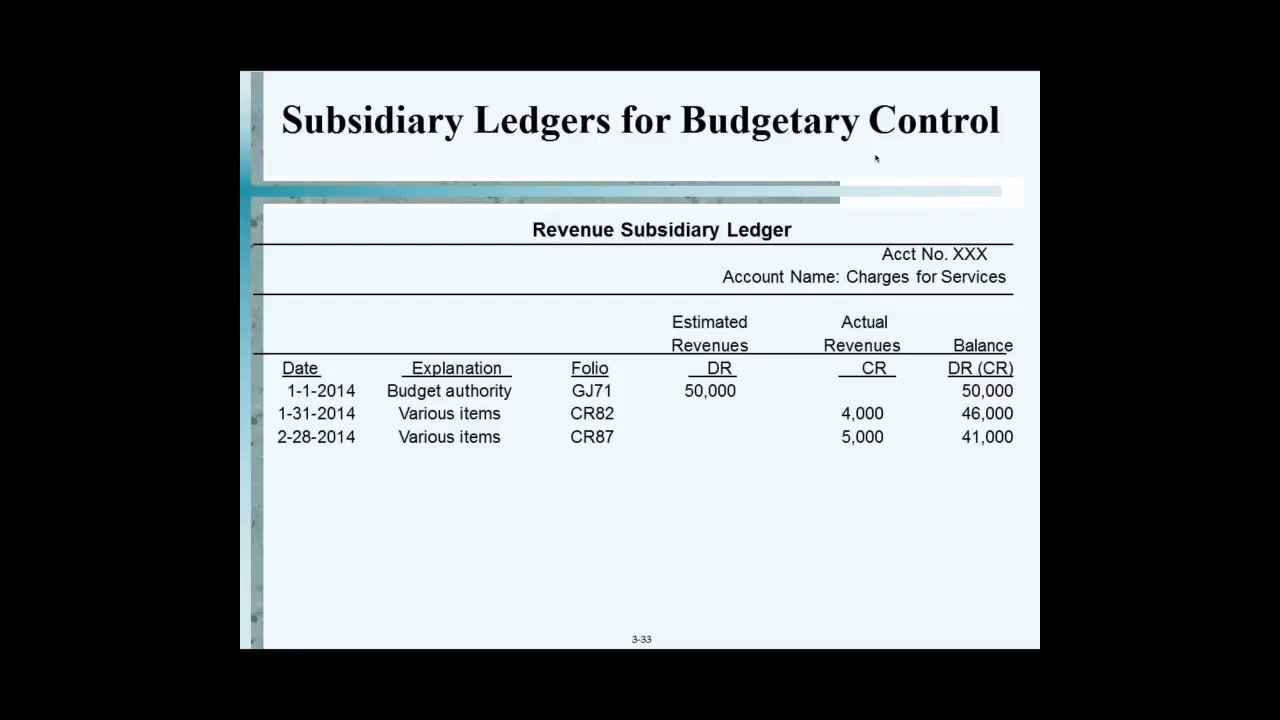 Subsidiary Ledgers for Budgetary Control
Revenue Subsidiary Ledger
Acct No. XXX
Account Name: Charges for Services
Estimated Actual
Revenues Revenues Balance
Date Explanation Folio DR CR DR (CR)
1-1-2014 Budget authority GJ71 50,000 50,000
1-31-2014 Various items CR82 4,000 46,000
2-28-2014 Various items CR87 5,000 41,000
3-33